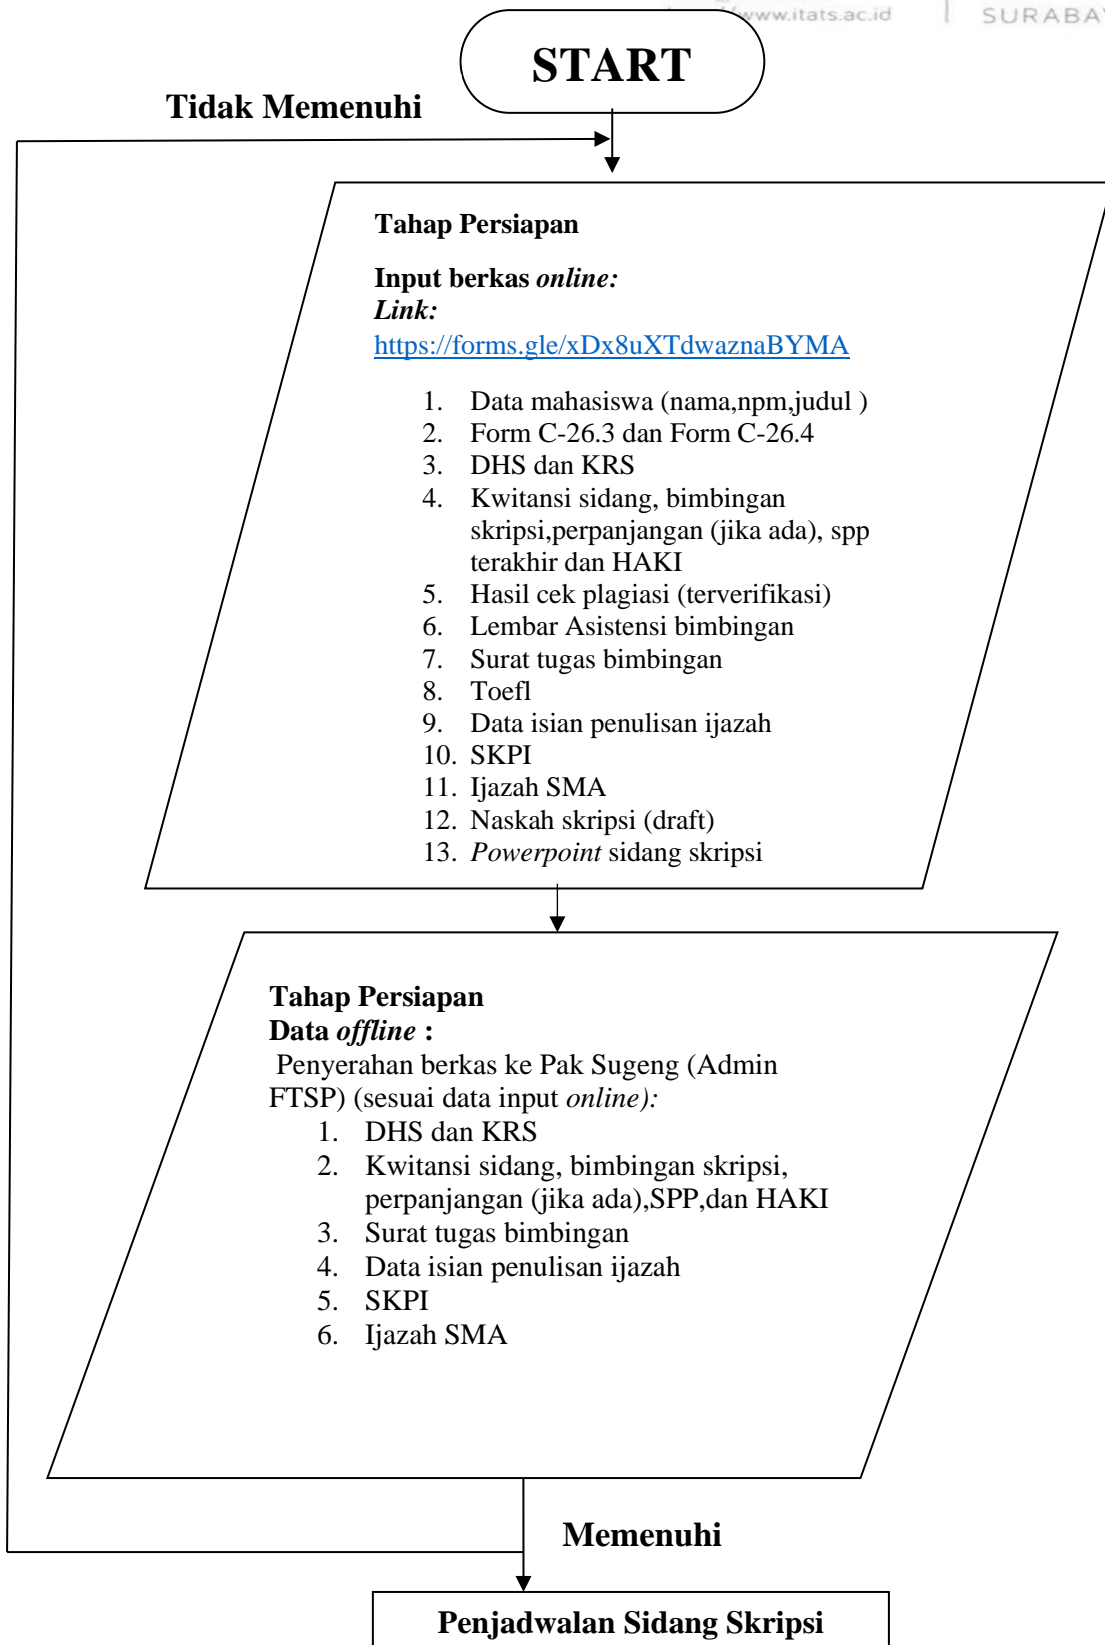 www.itats.ac.id
START
Tidak Memenuhi
Tahap Persiapan
Input berkas online:
Link:
https://forms.gle/xDx8uXTdwaznaBYMA
1. Data mahasiswa (nama,npm,judul )
2. Form C-26.3 dan Form C-26.4
3. DHS dan KRS
4. Kwitansi sidang, bimbingan
skripsi,perpanjangan (jika ada), spp
terakhir dan HAKI
5. Hasil cek plagiasi (terverifikasi)
6. Lembar Asistensi bimbingan
7. Surat tugas bimbingan
8. Toefl
9. Data isian penulisan ijazah
10. SKPI
11. Ijazah SMA
12. Naskah skripsi (draft)
13. Powerpoint sidang skripsi
Tahap Persiapan
Data offline :
Penyerahan berkas ke Pak Sugeng (Admin
FTSP) (sesuai data input online):
1. DHS dan KRS
2. Kwitansi sidang, bimbingan skripsi,
perpanjangan (jika ada),SPP,dan HAKI
3. Surat tugas bimbingan
4. Data isian penulisan ijazah
5. SKPI
6. Ijazah SMA
Memenuhi
Penjadwalan Sidang Skripsi